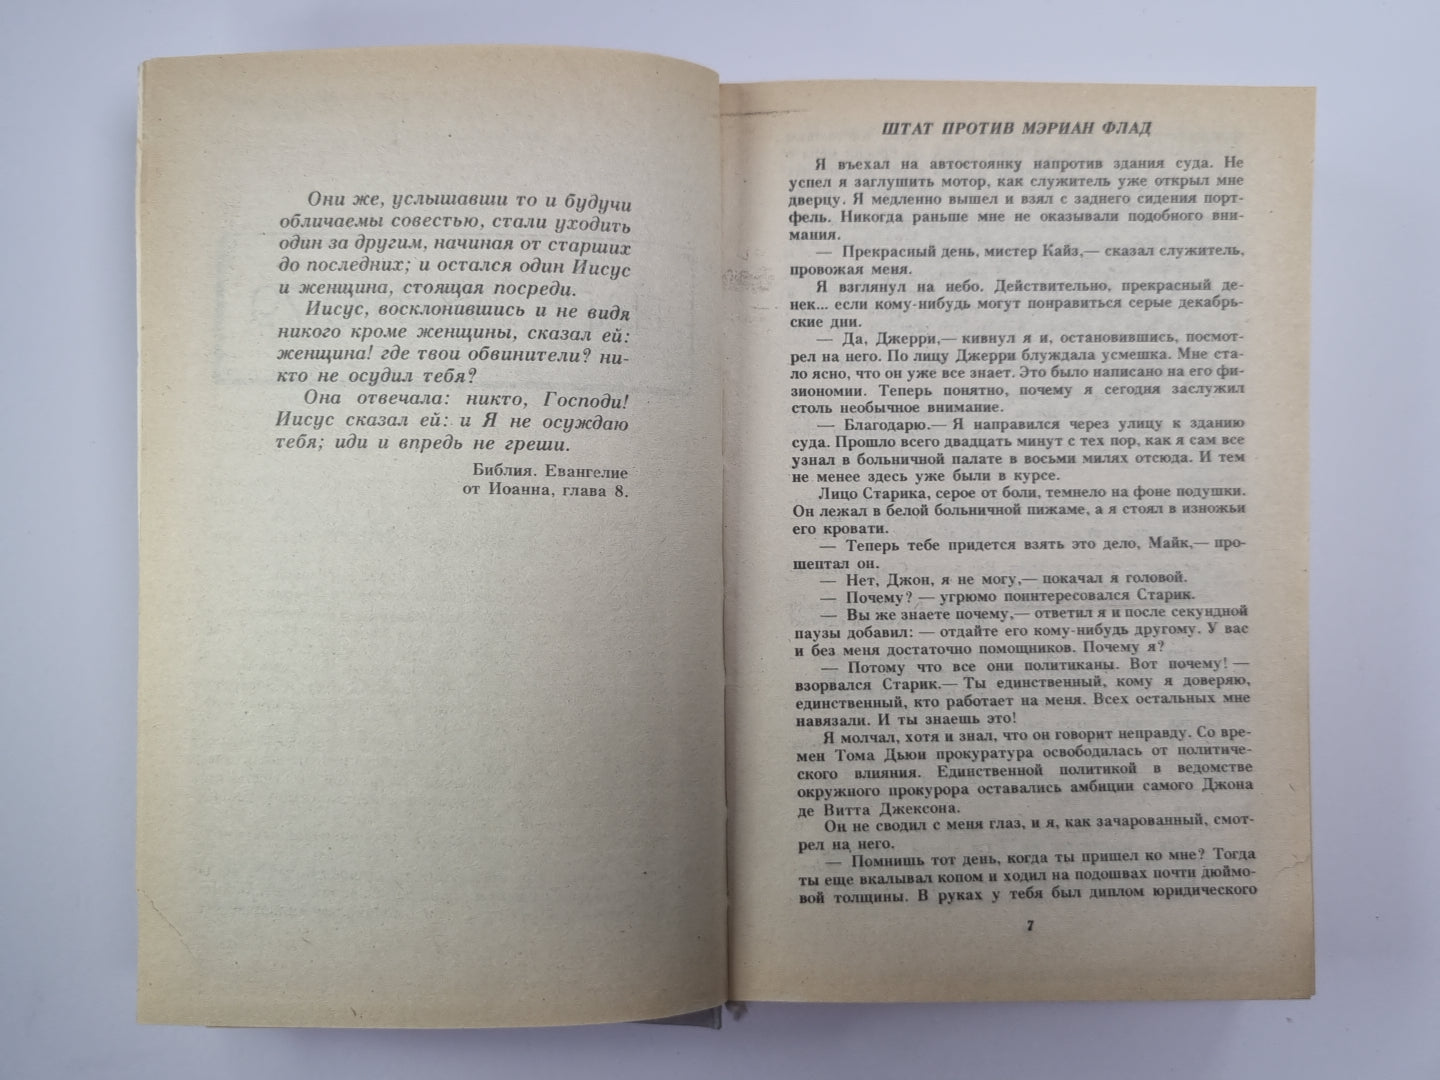 Они же, услышавши то и будучи
обличаемы совестью, стали уходить
один за другим, начиная от старших
до последних; и остался один Иисус
и женщина, стоящая посреди.
Иисус, восклонившись и не видя
никого кроме женщины, сказал ей:
женщина! где твои обвинители? ни-
кто не осудил тебя?
Она отвечала: никто, Господи!
Иисус сказал ей: и Я не осуждаю
тебя; иди и впредь не греши.
Библия. Евангелие
от Иоанна, глава 8.
ШТАТ ПРОТИВ МЭРИАН ФЛАД
Я въехал на автостоянку напротив здания суда. Не
успел я заглушить мотор, как служитель уже открыл мне
дверцу. Я медленно вышел и взял с заднего сидения порт-
фель. Никогда раньше мне не оказывали подобного вни-
мания.
— Прекрасный день, мистер Кайз,— сказал служитель,
провожая меня.
Я взглянул на небо. Действительно, прекрасный де-
нек... если кому-нибудь могут понравиться серые декабрь-
ские дни.
— Да, Джерри,— кивнул я и, остановившись, посмот-
рел на него. По лицу Джерри блуждала усмешка. Мне ста-
ло ясно, что он уже все знает. Это было написано на его фи-
зиономии. Теперь понятно, почему я сегодня заслужил
столь необычное внимание.
— Благодарю.— Я направился через улицу к зданию
суда. Прошло всего двадцать минут с тех пор, как я сам все
узнал в больничной палате в восьми милях отсюда. И тем
не менее здесь уже были в курсе.
Лицо Старика, серое от боли, темнело на фоне подушки.
Он лежал в белой больничной пижаме, а я стоял в изножьи
его кровати.
— Теперь тебе придется взять это дело, Майк,— про-
шептал он.
— Нет, Джон, я не могу,— покачал я головой.
— Почему? — угрюмо поинтересовался Старик.
— Вы же знаете почему,— ответил я и после секундной
паузы добавил: — отдайте его кому-нибудь другому. У вас
и без меня достаточно помощников. Почему я?
— Потому что все они политиканы. Вот почему! —
взорвался Старик.— Ты единственный, кому я доверяю,
единственный, кто работает на меня. Всех остальных мне
навязали. И ты знаешь это!
Я молчал, хотя и знал, что он говорит неправду. Со вре-
мен Тома Дьюи прокуратура освободилась от политиче-
ского влияния. Единственной политикой в ведомстве
окружного прокурора оставались амбиции самого Джона
де Витта Джексона.
Он не сводил с меня глаз, и я, как зачарованный, смот-
рел на него.
— Помнишь тот день, когда ты пришел ко мне? Тогда
ты еще вкалывал копом и ходил на подошвах почти дюймо-
вой толщины. В руках у тебя был диплом юридического
7